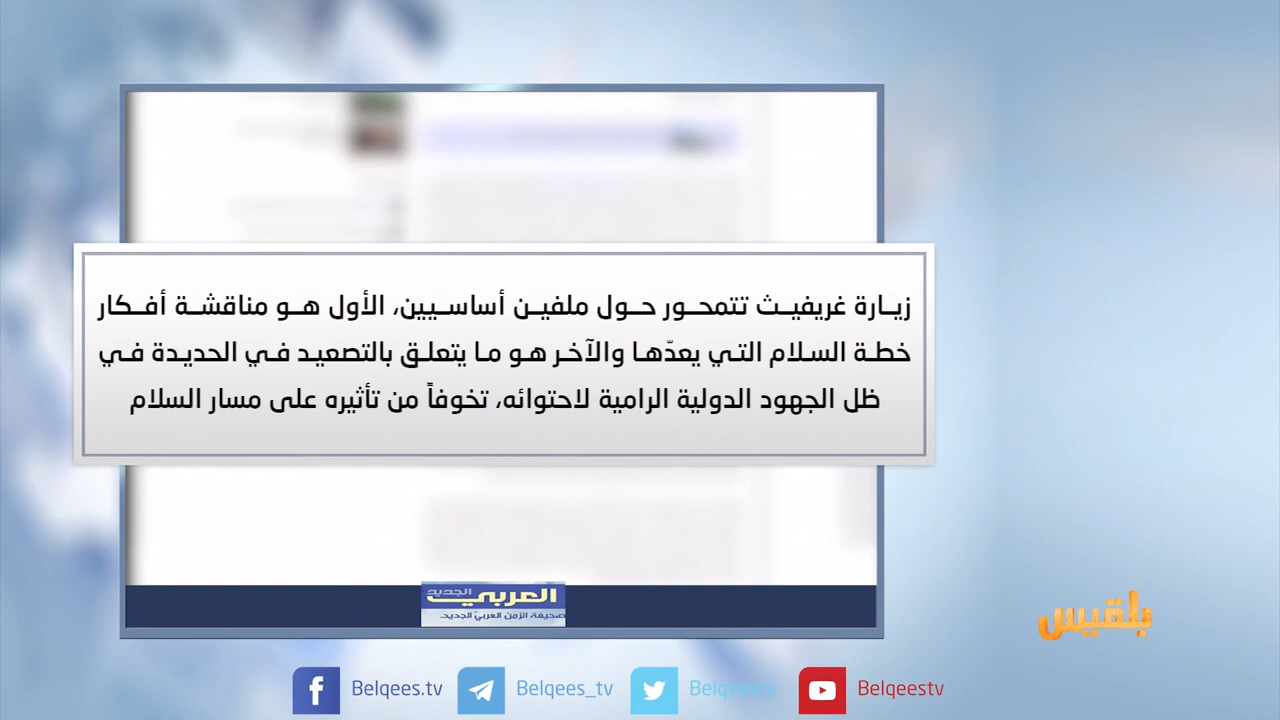 زيارة غريفيث تتمحور حول ملفين أساسيين، الأول هو مناقشة أفكار
خطة السلام التي يعدّها والآخر هو ما يتعلق بالتصعيد في الحديدة في
ظل الجهود الدولية الرامية لاحتوائه، تخوفاً من تأثيره على مسار السلام
العربي الجديد
صحيفة الزمن العربيّ الجديد.
بلقيس
Belqees.tv
Belqees_tv
Belqeestv
Belqeestv